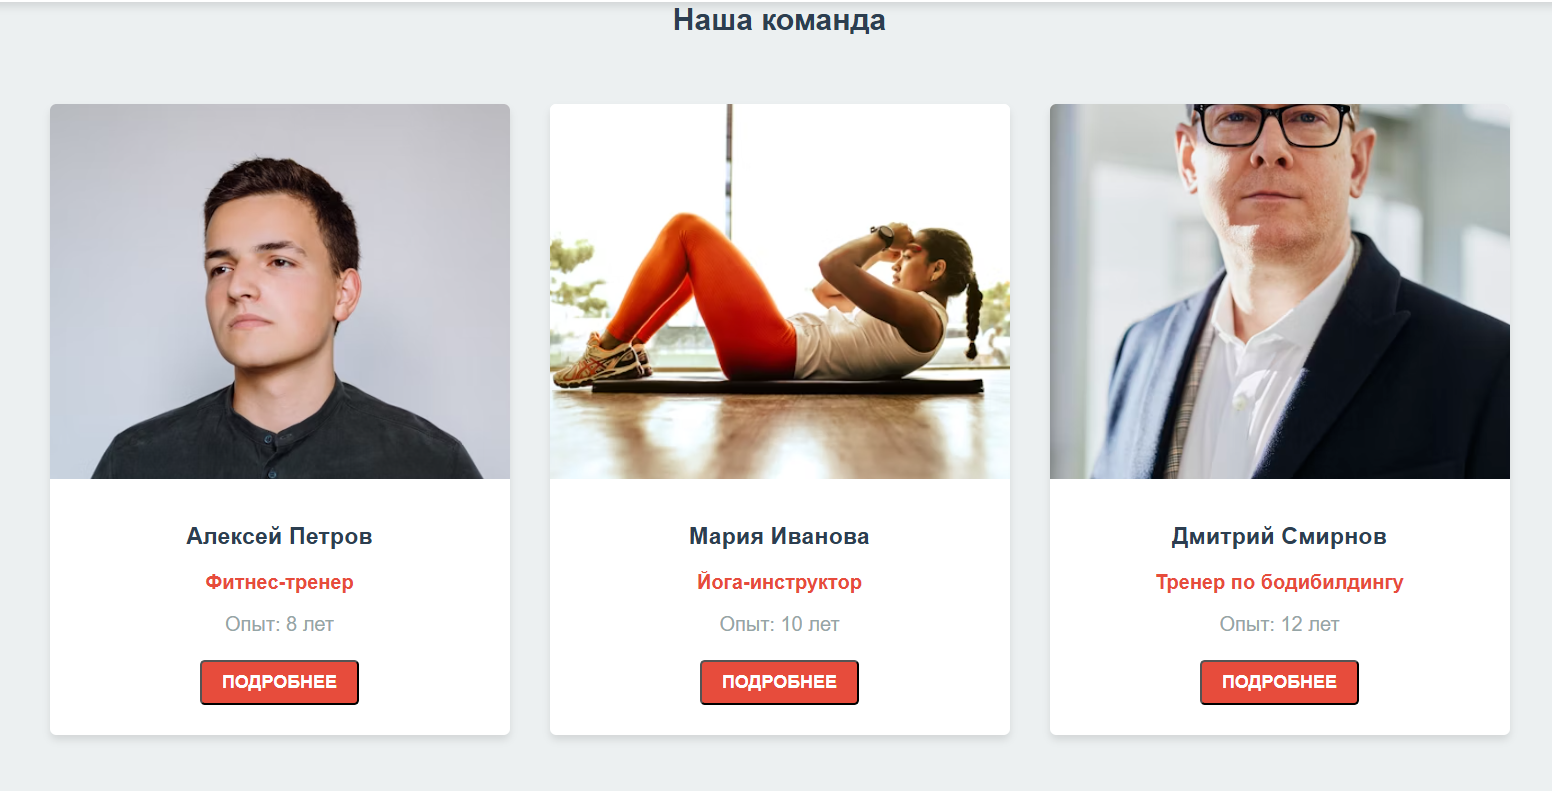 Наша команда
Алексей Петров
Фитнес-тренер
Опыт: 8 лет
ПОДРОБНЕЕ
Мария Иванова
Йога-инструктор
Опыт: 10 лет
ПОДРОБНЕЕ
Дмитрий Смирнов
Тренер по бодибилдингу
Опыт: 12 лет
ПОДРОБНЕЕ